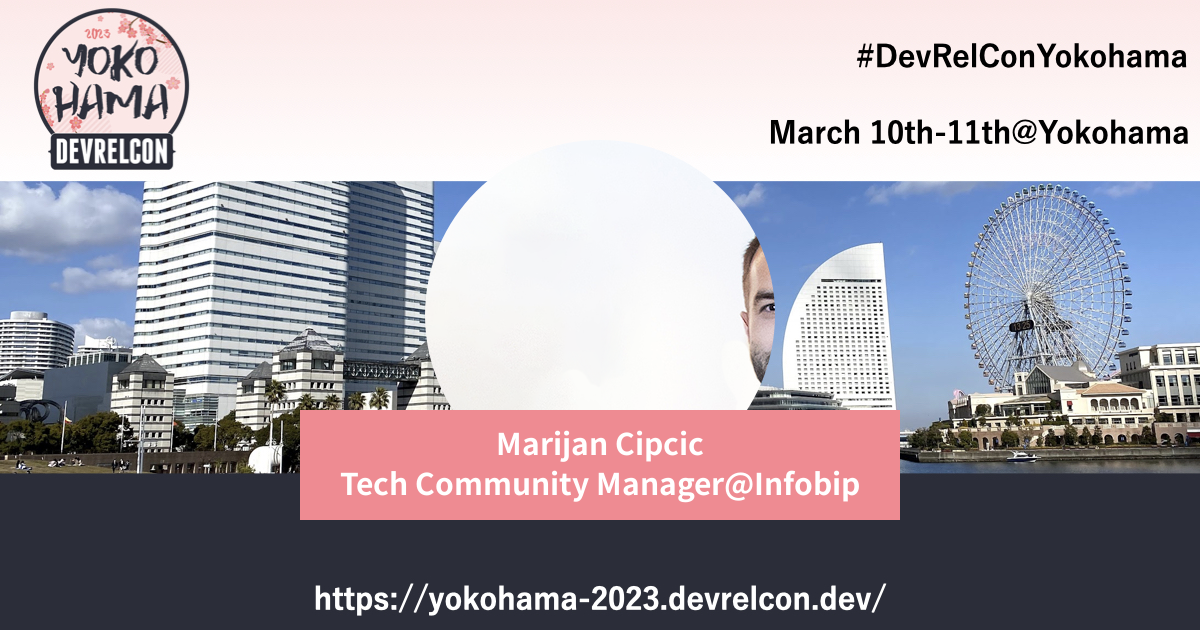 2023
YOKO
HAMA
DEVRELCON
#DevRelConYokohama
March 10th-11th@Yokohama
Marijan Cipcic
Tech Community Manager@Infobip
https://yokohama-2023.devrelcon.dev/